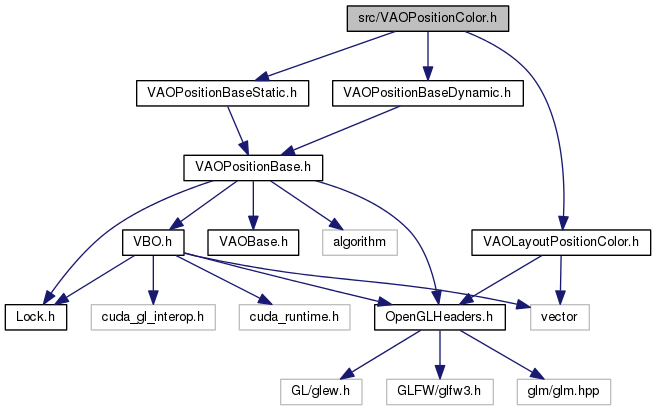 src/VAOPositionColor.h
VAOPositionBaseStatic.h
VAOPositionBaseDynamic.h
VAOPositionBase.h
VBO.h
VAOBase.h
algorithm
VAOLayoutPositionColor.h
Lock.h
cuda_gl_interop.h
cuda_runtime.h
OpenGLHeaders.h
vector
GL/glew.h
GLFW/glfw3.h
glm/glm.hpp